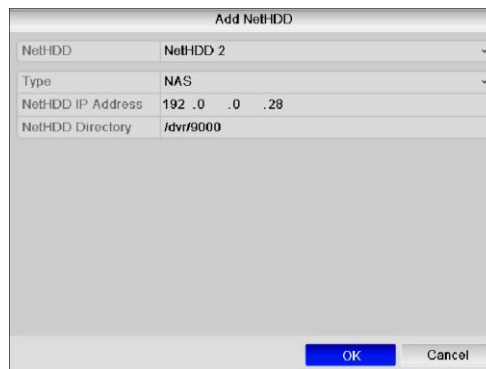 Add NetHDD
NetHDD NetHDD 2
Type NAS
NetHDD IP Address 192 .0 .0 .28
NetHDD Directory /dvr/9000
OK Cancel